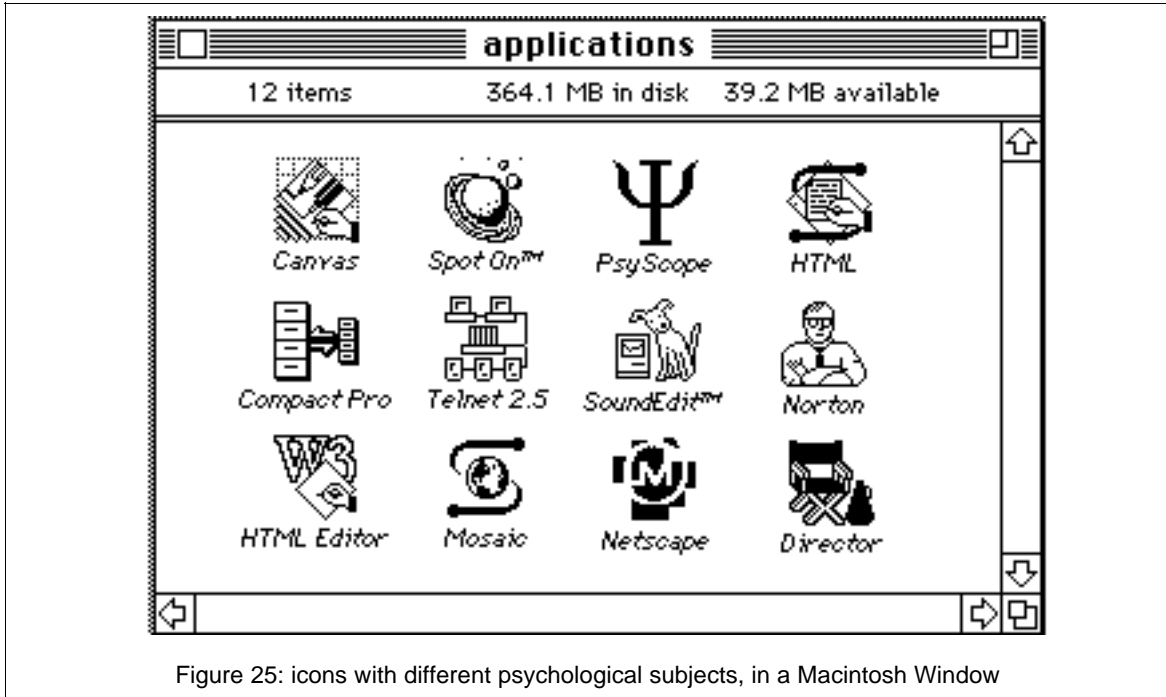 applications
12 items 364.1 MB in disk 39.2 MB available
Canvas Spot On™ PsyScope HTML
Compact Pro Telnet 2.5 SoundEdit™ Norton
W3
M
HTML Editor Mosaic Netscape Director
Figure 25: icons with different psychological subjects, in a Macintosh Window